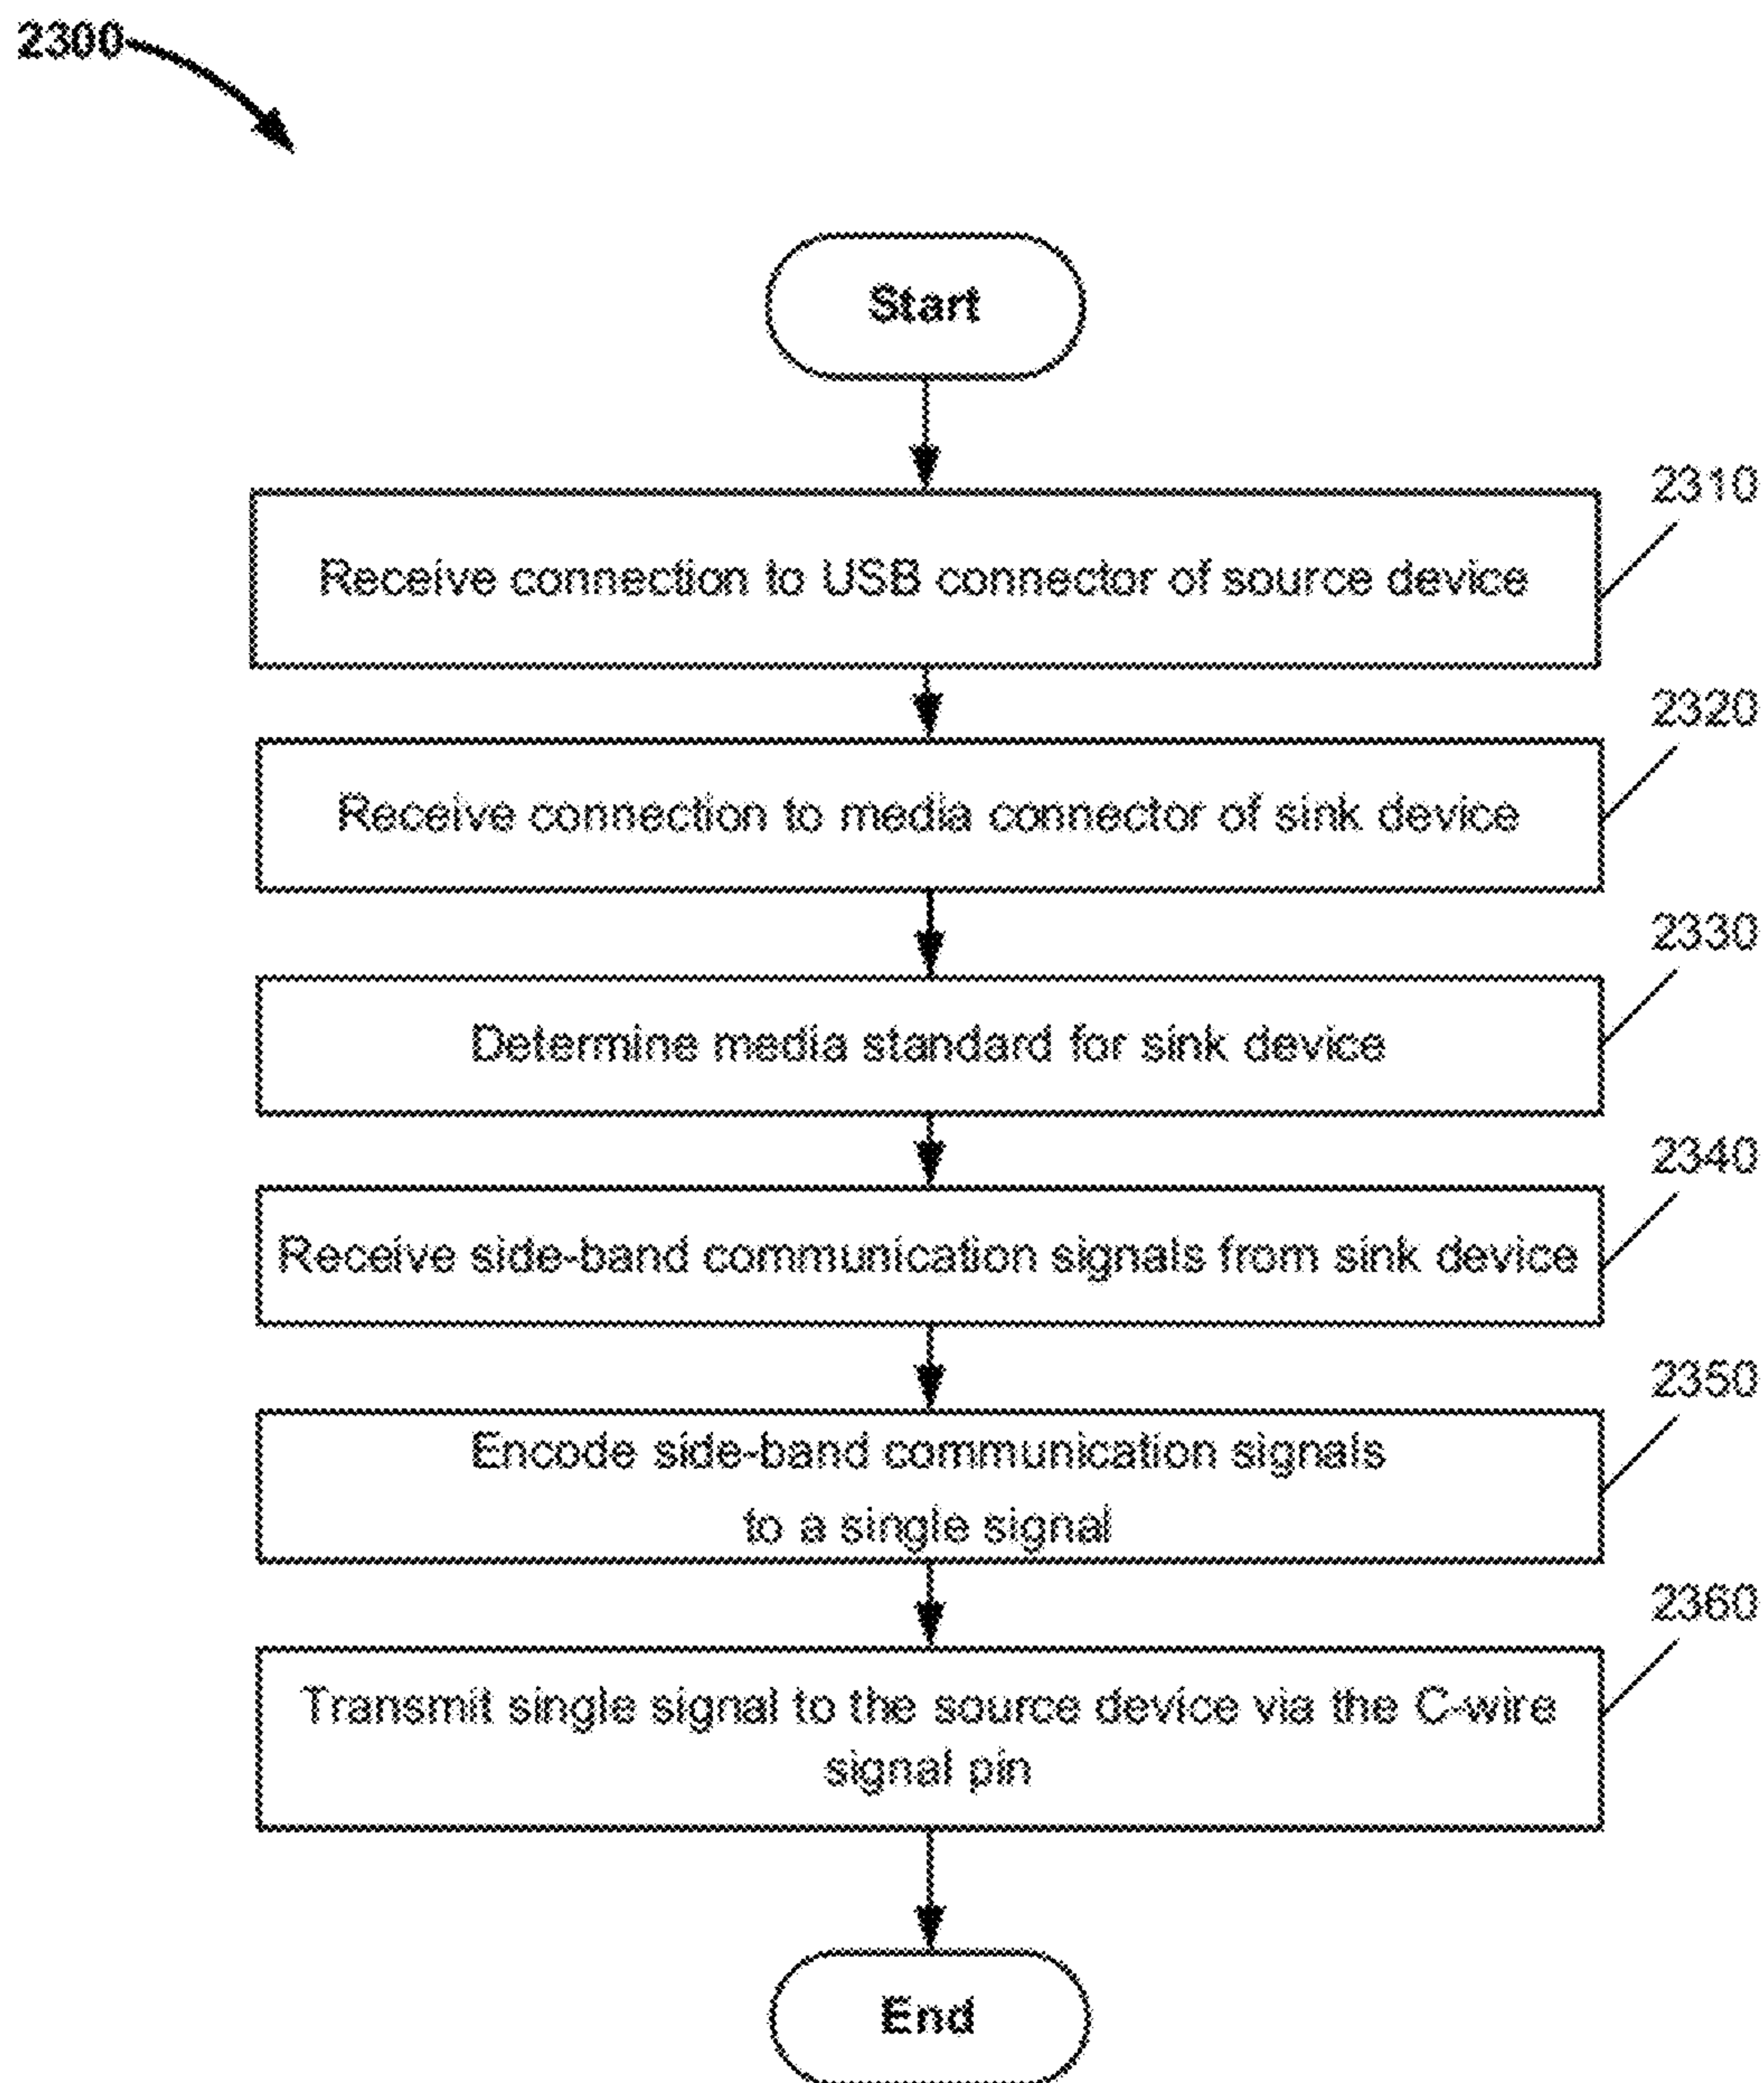 2300
Start
2310
Receive connection to USB connector of source device
2320
Receive connection to media connector of sink device
2330
Determine media standard for sink device
2340
Receive side-band communication signals from sink device
2350
Encode side-band communication signals
to a single signal
2360
Transmit single signal to the source device via the C-wire
signal pin
End